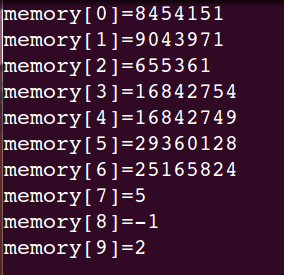 memory[0]=8454151
memory[1]=9043971
memory[2]=655361
memory[3]=16842754
memory[4]=16842749
memory[5]=29360128
memory[6]=25165824
memory[7]=5
memory[8]=-1
memory[9]=2